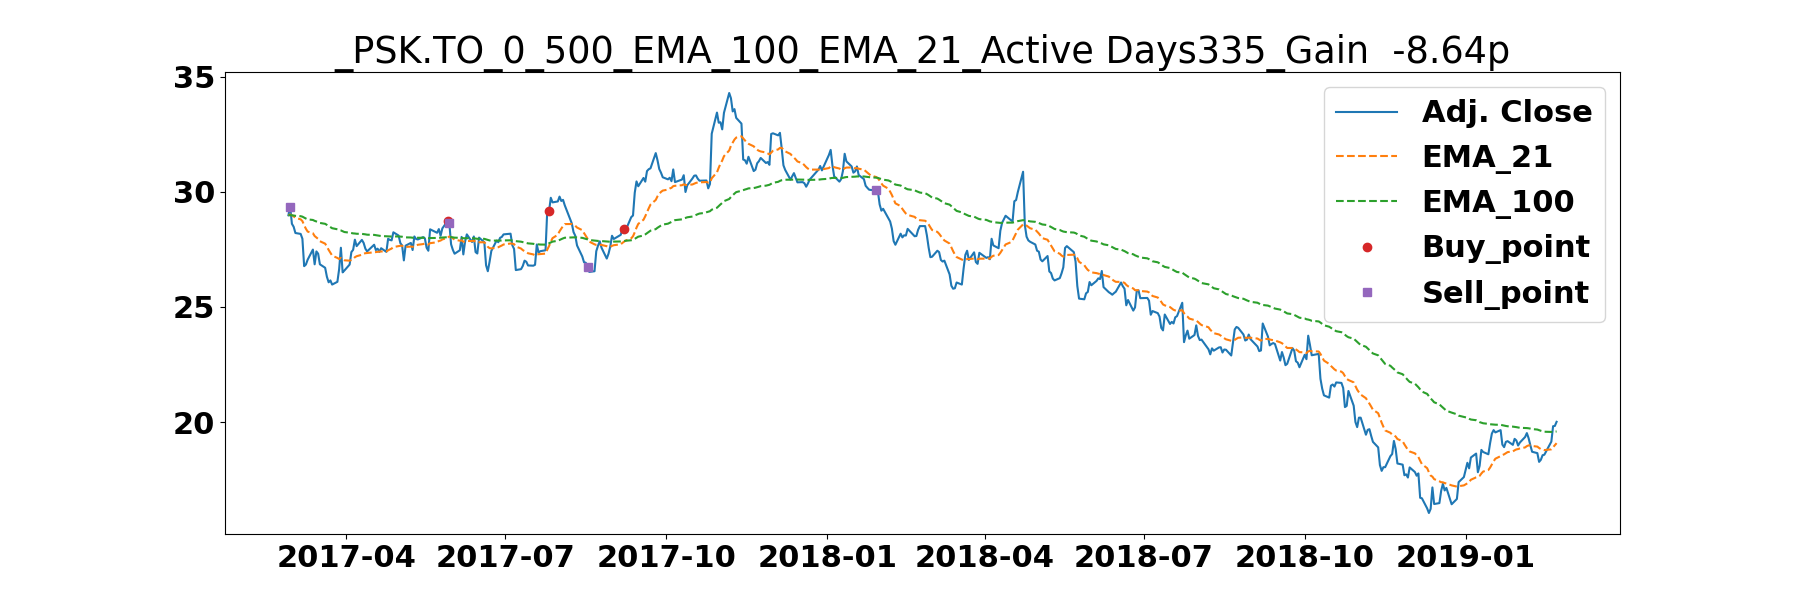 _PSK.TO_0_500_EMA_100_EMA_21_Active Days335_Gain  -8.64p
35
30
25
20
Adj. Close
EMA_21
EMA_100
Buy_point
Sell_point
2017-04 2017-07 2017-10 2018-01 2018-04 2018-07 2018-10 2019-01